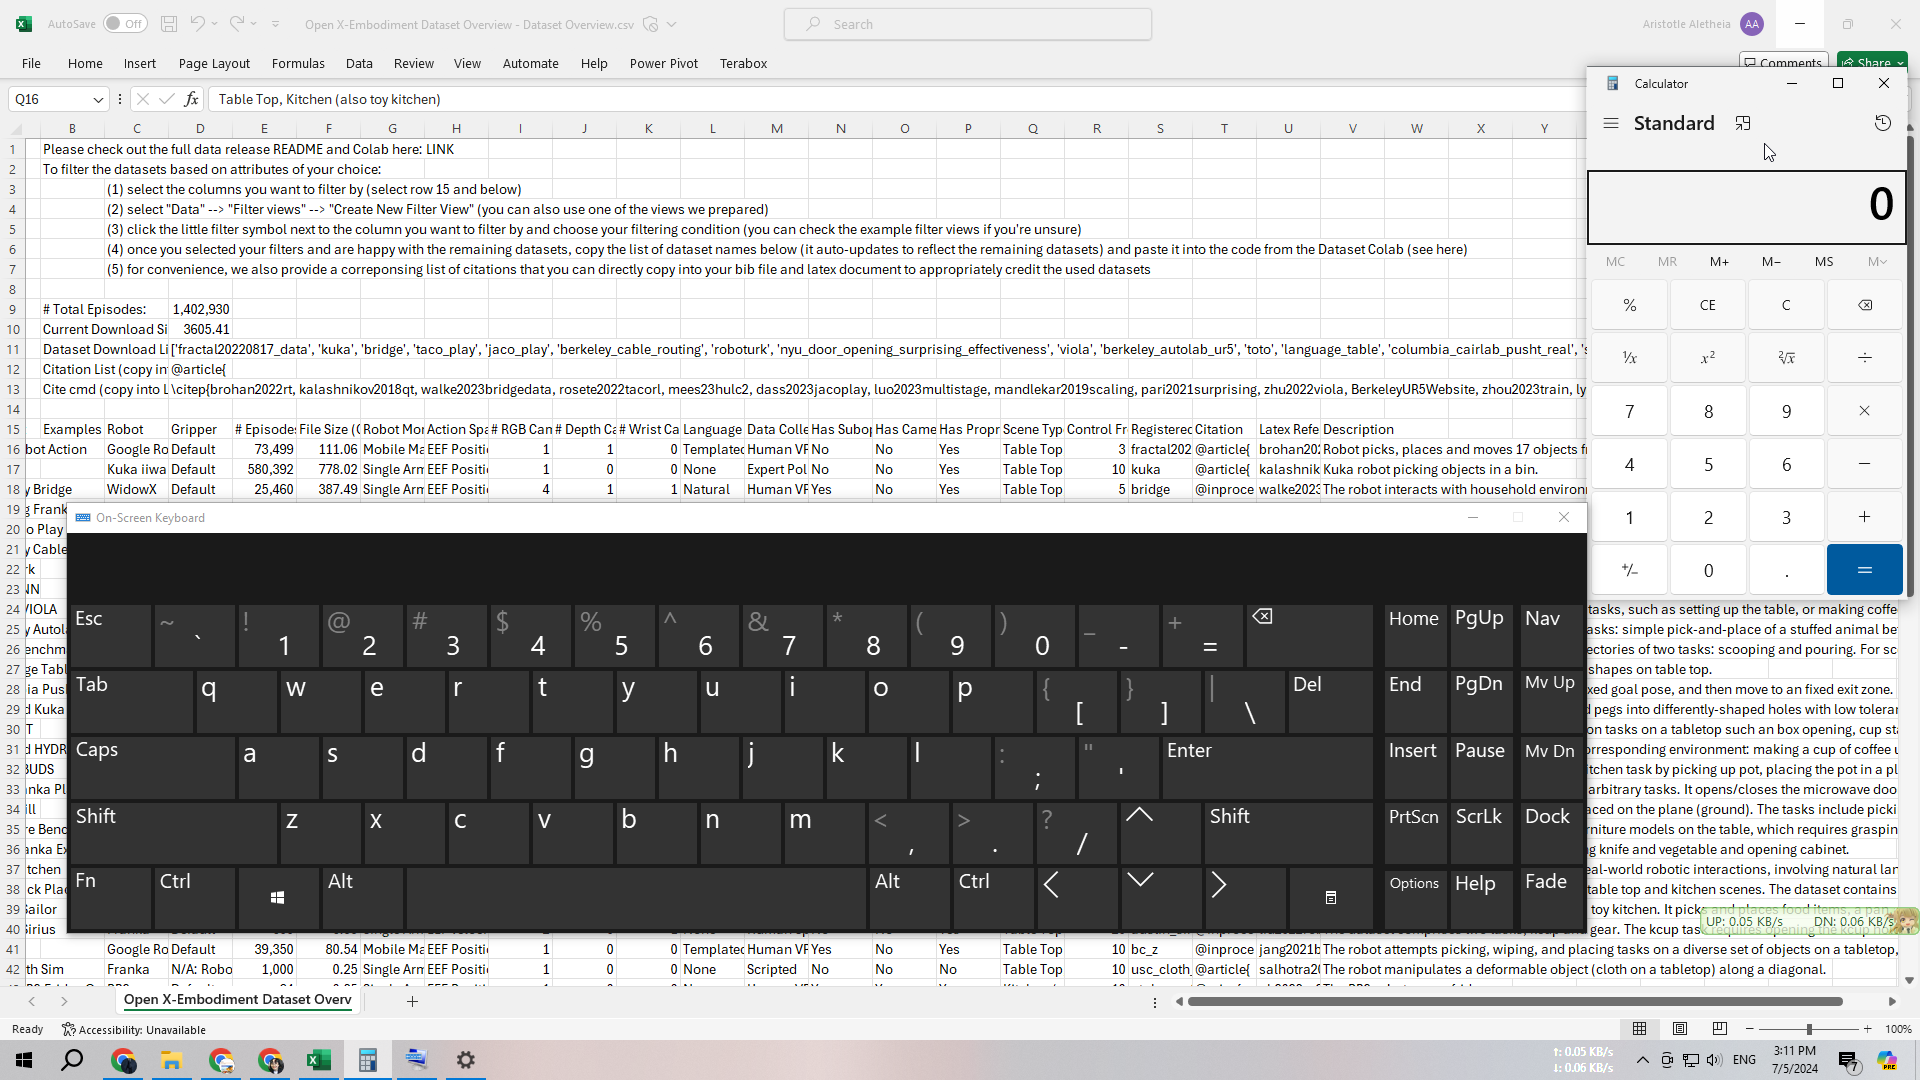 AutoSave Off Open X-Embodiment Dataset Overview - Dataset Overview.csv Search Aristotle Aletheia AA
File Home Insert Page Layout Formulas Data Review View Automate Help Power Pivot Terabox Comments Share
Q16 fx Table Top, Kitchen (also toy kitchen)
B C D E F G H I J K L M N O P Q R S T U V W X Y
1 Please check out the full data release README and Colab here: LINK
2 To filter the datasets based on attributes of your choice:
3 (1) select the columns you want to filter by (select row 15 and below)
4 (2) select "Data" --> "Filter views" --> "Create New Filter View" (you can also use one of the views we prepared)
5 (3) click the little filter symbol next to the column you want to filter by and choose your filtering condition (you can check the example filter views if you're unsure)
6 (4) once you selected your filters and are happy with the remaining datasets, copy the list of dataset names below (it auto-updates to reflect the remaining datasets) and paste it into the code from the Dataset Colab (see here)
7 (5) for convenience, we also provide a correponsing list of citations that you can directly copy into your bib file and latex document to appropriately credit the used datasets
8
9 # Total Episodes: 1,402,930
10 Current Download Si 3605.41
11 Dataset Download Li ['fractal20220817_data', 'kuka', 'bridge', 'taco_play', 'jaco_play', 'berkeley_cable_routing', 'roboturk', 'nyu_door_opening_surprising_effectiveness', 'viola', 'berkeley_autolab_ur5', 'toto', 'language_table', 'columbia_cairlab_pusht_real', 's
12 Citation List (copy in @article{
13 Cite cmd (copy into L \citep{brohan2022rt, kalashnikov2018qt, walke2023bridgedata, rosete2022tacorl, mees23hulc2, dass2023jacoplay, luo2023multistage, mandlekar2019scaling, pari2021surprising, zhu2022viola, BerkeleyUR5Website, zhou2023train, ly
14
15 Examples Robot Gripper # Episode File Size (G Robot Mor Action Spa # RGB Can # Depth Ca # Wrist Ca Language Data Colle Has Subop Has Came Has Propr Scene Typ Control Fr Registered Citation Latex Refe Description
16 bot Action Google Ro Default 73,499 111.06 Mobile Ma EEF Positi 1 1 0 Templated Human VF No No Yes Table Top 3 fractal202 @article{ brohan202 Robot picks, places and moves 17 objects f
17 Kuka iiwa Default 580,392 778.02 Single Arm EEF Positi 1 0 0 None Expert Pol No No Yes Table Top 10 kuka @article{ kalashnik Kuka robot picking objects in a bin.
18 y Bridge WidowX Default 25,460 387.49 Single Arm EEF Positi 4 1 1 Natural Human VF Yes No Yes Table Top 5 bridge @inproce walke2023 The robot interacts with household environ
19 g Frank
20 o Play
21 y Cable
22 rk
23 NN
24 VIOLA tasks, such as setting up the table, or making coffe
25 y Autola asks: simple pick-and-place of a stuffed animal be
26 enchm ectories of two tasks: scooping and pouring. For sc
27 ge Tabl shapes on table top.
28 ia Pus xed goal pose, and then move to an fixed exit zone.
29 d Kuka d pegs into differently-shaped holes with low toleran
30 T on tasks on a tabletop such an box opening, cup sta
31 d HYDR orresponding environment: making a cup of coffee u
32 BUDS itchen task by picking up pot, placing the pot in a pl
33 anka Pl arbitrary tasks. It opens/closes the microwave doo
34 ill aced on the plane (ground). The tasks include picki
35 re Benc rniture models on the table, which requires graspin
36 anka Ex g knife and vegetable and opening cabinet.
37 tchen eal-world robotic interactions, involving natural lan
38 ck Plac table top and kitchen scenes. The dataset contains
39 Sailor toy kitchen. It picks and places food items, a pan
40 Sirius gear. The kcup task requires opening the kcup
41 Google Ro Default 39,350 80.54 Mobile Ma EEF Positi 1 0 0 Templated Human VF Yes No Yes Table Top 10 bc_z @inproce jang2021b The robot attempts picking, wiping, and placing tasks on a diverse set of objects on a tabletop,
42 th Sim Franka N/A: Robo 1,000 0.25 Single Arm EEF Positi 1 0 0 None Scripted No No No Table Top 10 usc_cloth_ @article{ salhotra20 The robot manipulates a deformable object (cloth on a tabletop) along a diagonal.
Calculator
Standard
0
MC MR M+ M− MS M
% CE C
¹/x x² ²√x ÷
7 8 9 ×
4 5 6 −
1 2 3 +
+/− 0 . =
On-Screen Keyboard
Esc ~ ` ! 1 @ 2 # 3 $ 4 % 5 ^ 6 & 7 * 8 ( 9 ) 0 _ - + = Home PgUp Nav
Tab q w e r t y u i o p { [ } ] | \ Del End PgDn Mv Up
Caps a s d f g h j k l : ; " ' Enter Insert Pause Mv Dn
Shift z x c v b n m < , > . ? / Shift PrtScn ScrLk Dock
Fn Ctrl Alt Alt Ctrl Options Help Fade
UP: 0.05 KB/s DN: 0.06 KB/s
Open X-Embodiment Dataset Overv
Ready Accessibility: Unavailable 100%
↑: 0.05 KB/s
↓: 0.06 KB/s
ENG
3:11 PM
7/5/2024
7
PRE